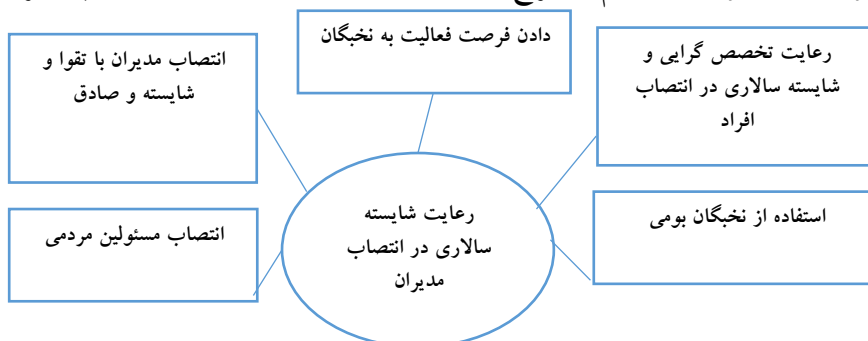 دادن فرصت فعالیت به نخبگان
رعایت تخصص گرایی و
شایسته سالاری در انتصاب
افراد
انتصاب مدیران با تقوا و
شایسته و صادق
استفاده از نخبگان بومی
رعایت شایسته
سالاری در انتصاب
مدیران
انتصاب مسئولین مردمی